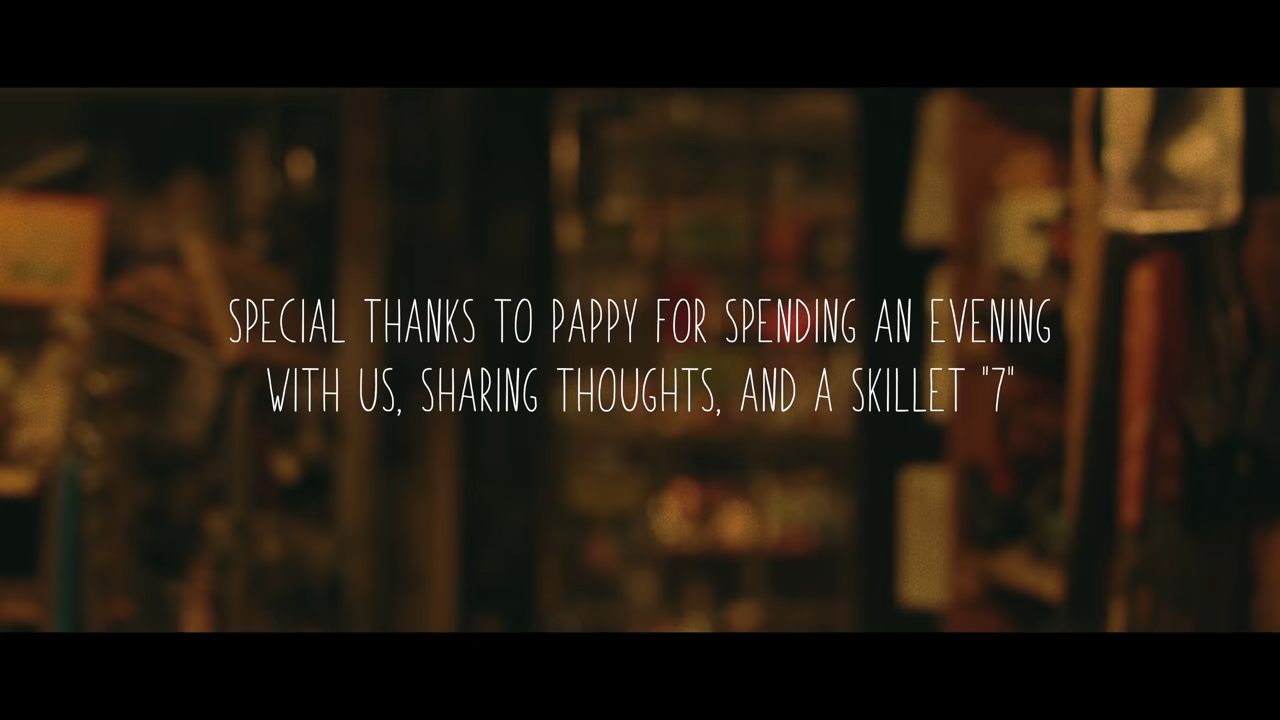 SPECIAL THANKS TO PAPPY FOR SPENDING AN EVENING
WITH US, SHARING THOUGHTS, AND A SKILLET "7"